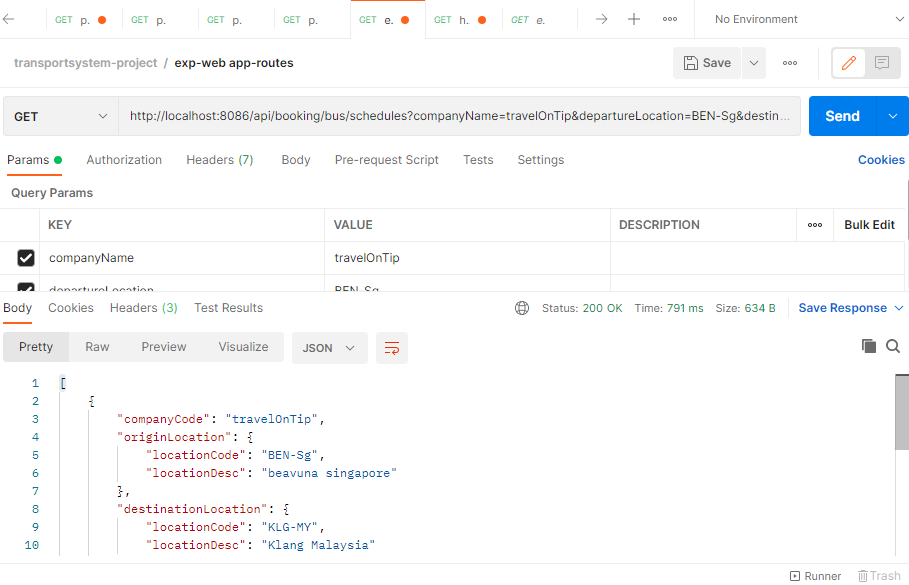 GET p. GET p. GET p. GET p. GET e. GET h. GET e. No Environment
transportsystem-project / exp-web app-routes Save
GET http://localhost:8086/api/booking/bus/schedules?companyName=travelOnTip&departureLocation=BEN-Sg&destin... Send
Params Authorization Headers (7) Body Pre-request Script Tests Settings Cookies
Query Params
KEY VALUE DESCRIPTION Bulk Edit
companyName travelOnTip
departureLocation BEN-Sg
Body Cookies Headers (3) Test Results Status: 200 OK Time: 791 ms Size: 634 B Save Response
Pretty Raw Preview Visualize JSON
1 [
2 {
3 "companyCode": "travelOnTip",
4 "originLocation": {
5 "locationCode": "BEN-Sg",
6 "locationDesc": "beavuna singapore"
7 },
8 "destinationLocation": {
9 "locationCode": "KLG-MY",
10 "locationDesc": "Klang Malaysia"
Runner Trash